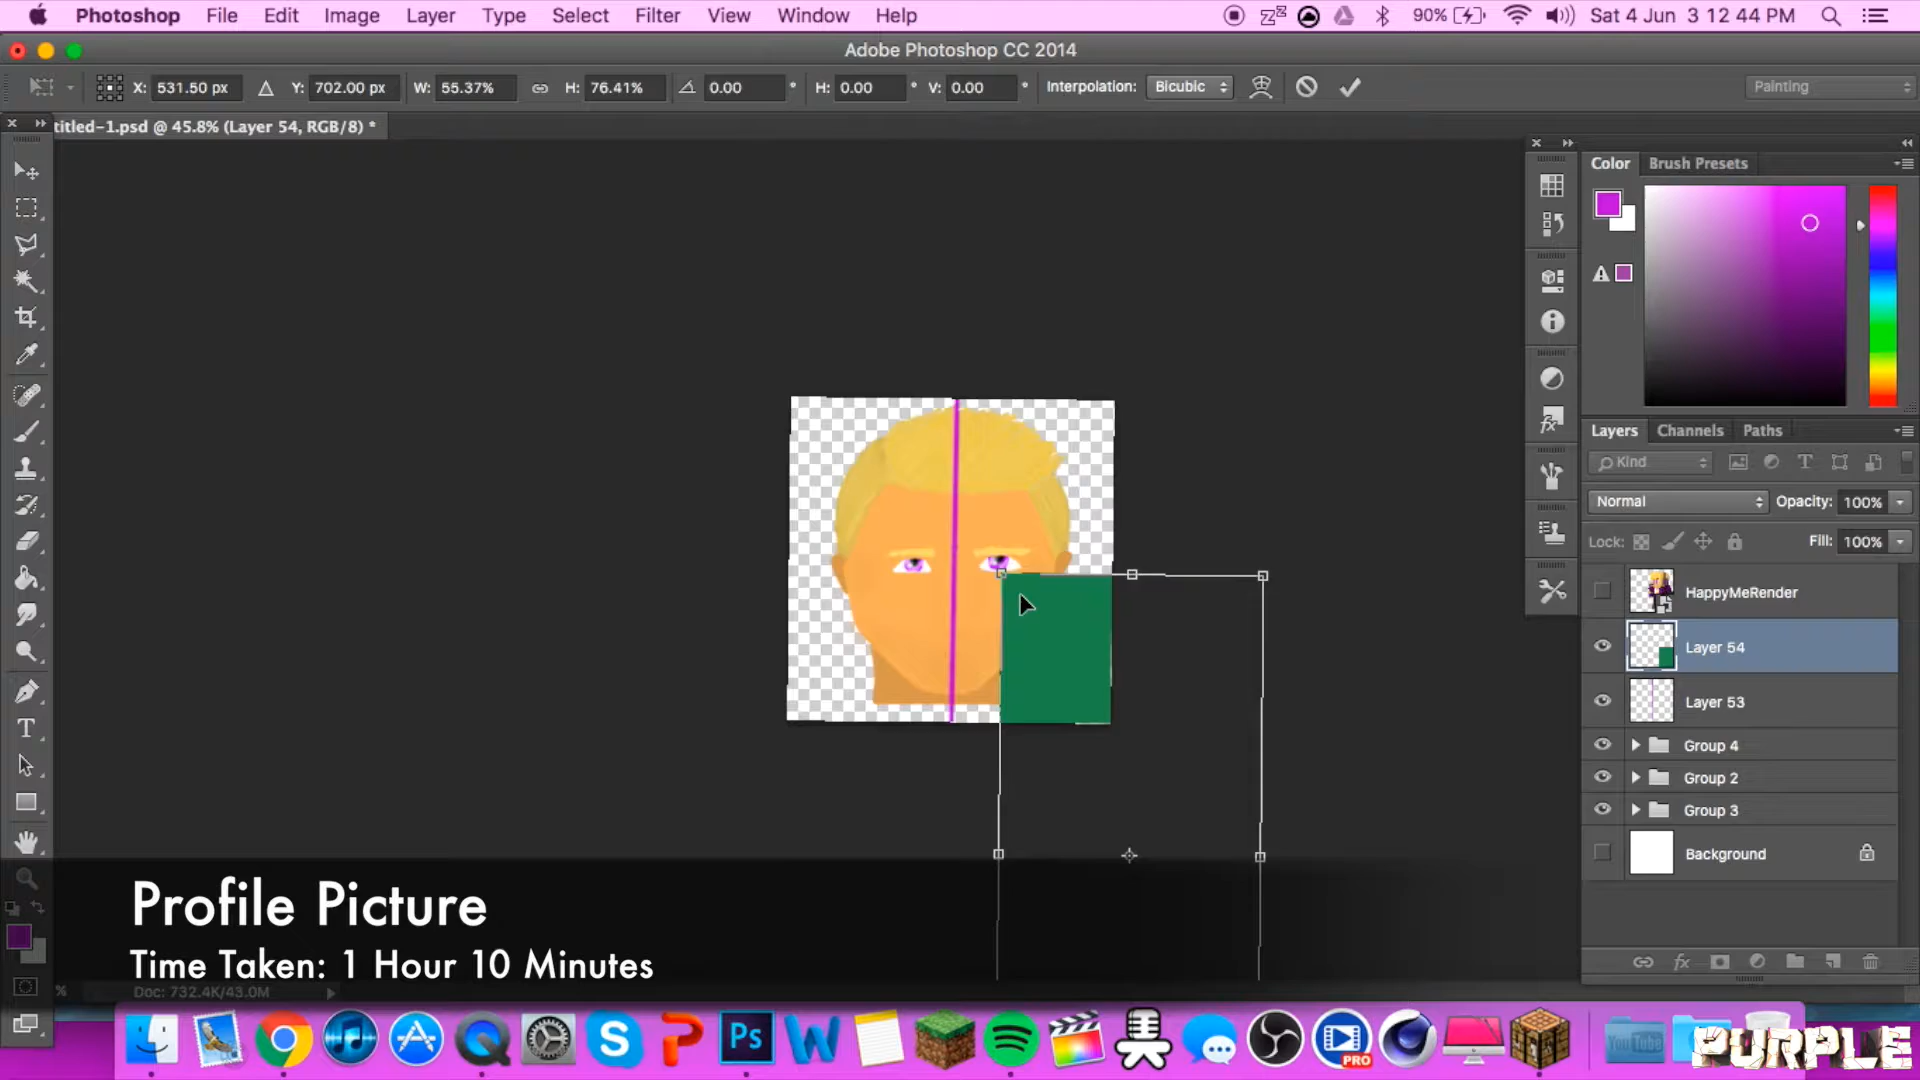 Photoshop File Edit Image Layer Type Select Filter View Window Help 90% Sat 4 Jun 3 12 44 PM
Adobe Photoshop CC 2014
X: 531.50 px Y: 702.00 px W: 55.37% H: 76.41% 0.00 ° H: 0.00 ° V: 0.00 ° Interpolation: Bicubic Painting
titled-1.psd @ 45.8% (Layer 54, RGB/8) *
Color Brush Presets
Layers Channels Paths
Kind
Normal Opacity: 100%
Lock: Fill: 100%
HappyMeRender
Layer 54
Layer 53
Group 4
Group 2
Group 3
Background
Profile Picture
Time Taken: 1 Hour 10 Minutes
% Doc: 732.4K/43.0M
Ps
PRO
YouTube
PURPLE